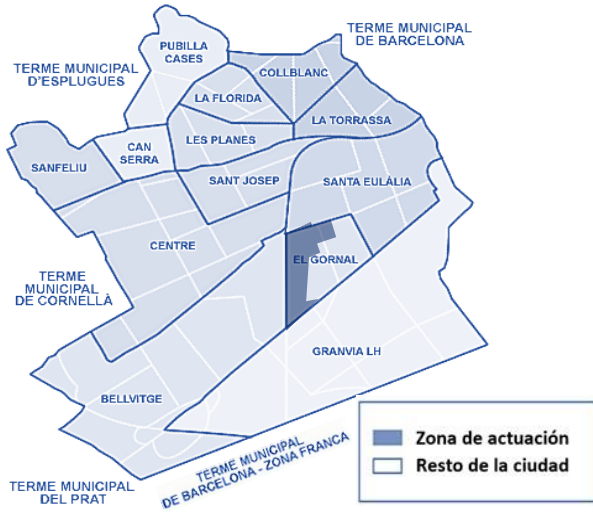 PUBILLA
CASES
TERME MUNICIPAL
DE BARCELONA
TERME MUNICIPAL
D'ESPLUGUES
COLLBLANC
LA FLORIDA
LA TORRASSA
LES PLANES
CAN
SERRA
SANFELIU
SANT JOSEP
SANTA EULÀLIA
CENTRE
EL GORNAL
TERME
MUNICIPAL
DE CORNELLÀ
GRANVIA LH
BELLVITGE
TERME MUNICIPAL
DE BARCELONA - ZONA FRANCA
TERME MUNICIPAL
DEL PRAT
Zona de actuación
Resto de la ciudad